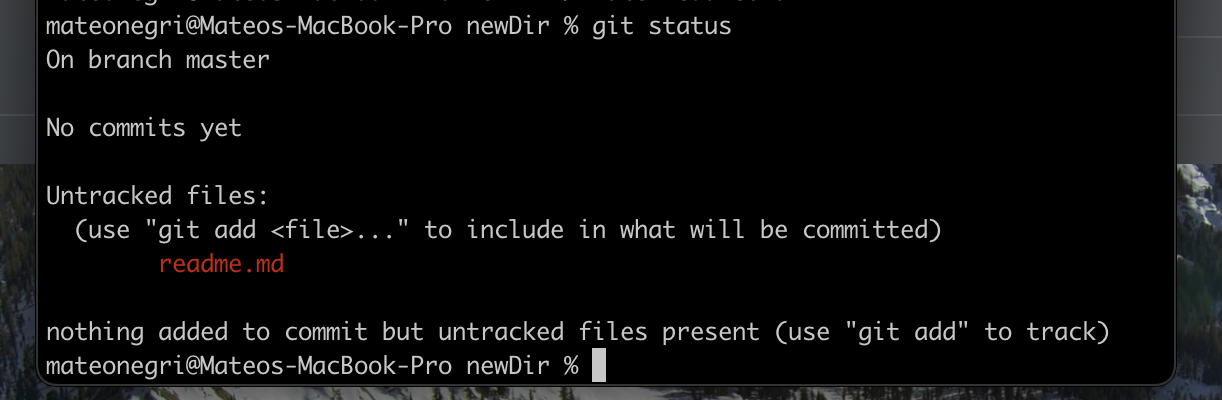 mateonegri@Mateos-MacBook-Pro newDir % git status
On branch master
No commits yet
Untracked files:
(use "git add <file>..." to include in what will be committed)
readme.md
nothing added to commit but untracked files present (use "git add" to track)
mateonegri@Mateos-MacBook-Pro newDir %